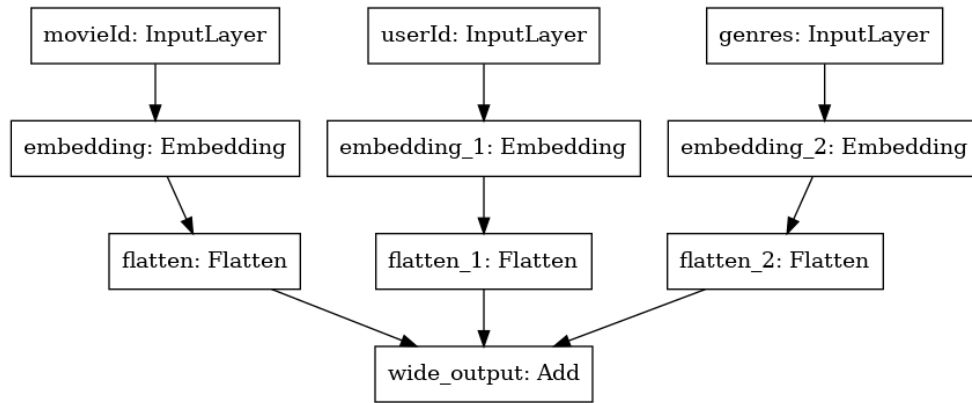 movieId: InputLayer
userId: InputLayer
genres: InputLayer
embedding: Embedding
embedding_1: Embedding
embedding_2: Embedding
flatten: Flatten
flatten_1: Flatten
flatten_2: Flatten
wide_output: Add